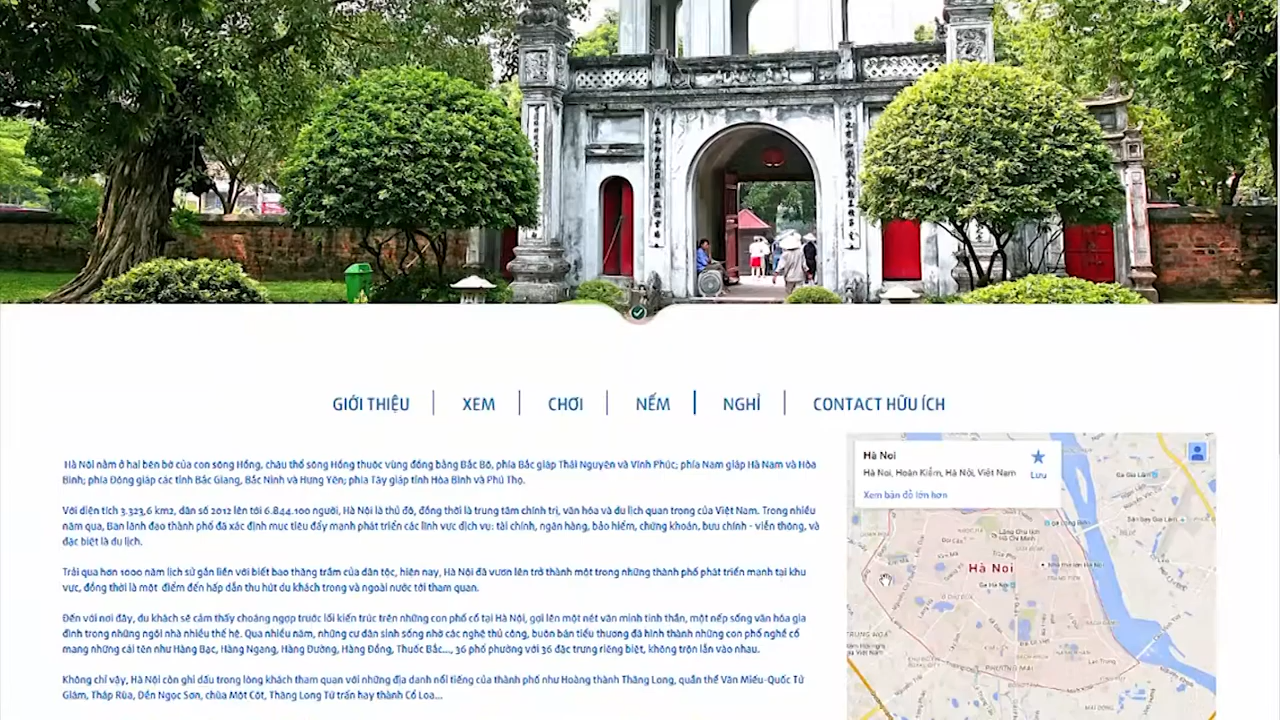 GIỚI THIỆU
XEM
CHƠI
NẾM
NGHỈ
CONTACT HỮU ÍCH
Hà Nội nằm ở hai bên bờ của con sông Hồng, châu thổ sông Hồng thuộc vùng đồng bằng Bắc Bộ, phía Bắc giáp Thái Nguyên và Vĩnh Phúc; phía Nam giáp Hà Nam và Hòa
Bình; phía Đông giáp các tỉnh Bắc Giang, Bắc Ninh và Hưng Yên; phía Tây giáp tỉnh Hòa Bình và Phú Thọ.
Với diện tích 3.323,6 km2, dân số 2012 lên tới 6.844.100 người, Hà Nội là thủ đô, đồng thời là trung tâm chính trị, văn hóa và du lịch quan trọng của Việt Nam. Trong nhiều
năm qua, Ban lãnh đạo thành phố đã xác định mục tiêu đẩy mạnh phát triển các lĩnh vực dịch vụ: tài chính, ngân hàng, bảo hiểm, chứng khoán, bưu chính - viễn thông, và
đặc biệt là du lịch.
Trải qua hơn 1000 năm lịch sử gắn liền với biết bao thăng trầm của dân tộc, hiện nay, Hà Nội đã vươn lên trở thành một trong những thành phố phát triển mạnh tại khu
vực, đồng thời là một điểm đến hấp dẫn thu hút du khách trong và ngoài nước tới tham quan.
Đến với nơi đây, du khách sẽ cảm thấy choáng ngợp trước lối kiến trúc trên những con phố cổ tại Hà Nội, gợi lên một nét văn minh tinh thần, một nếp sống văn hóa gia
đình trong những ngôi nhà nhiều thế hệ. Qua nhiều năm, những cư dân sinh sống nhờ các nghề thủ công, buôn bán tiểu thương đã hình thành những con phố nghề cổ
mang những cái tên như Hàng Bạc, Hàng Ngang, Hàng Đường, Hàng Đồng, Thuốc Bắc..., 36 phố phường với 36 đặc trưng riêng biệt, không trộn lẫn vào nhau.
Không chỉ vậy, Hà Nội còn ghi dấu trong lòng khách tham quan với những địa danh nổi tiếng của thành phố như Hoàng thành Thăng Long, quần thể Văn Miếu-Quốc Tử
Giám, Tháp Rùa, Đền Ngọc Sơn, chùa Một Cột, Thăng Long Tứ trấn hay thành Cổ Loa...
Hà Noi
Hà Noi, Hoàn Kiếm, Hà Nội, Việt Nam
Lưu
Xem bản đồ lớn hơn
Hà Noi